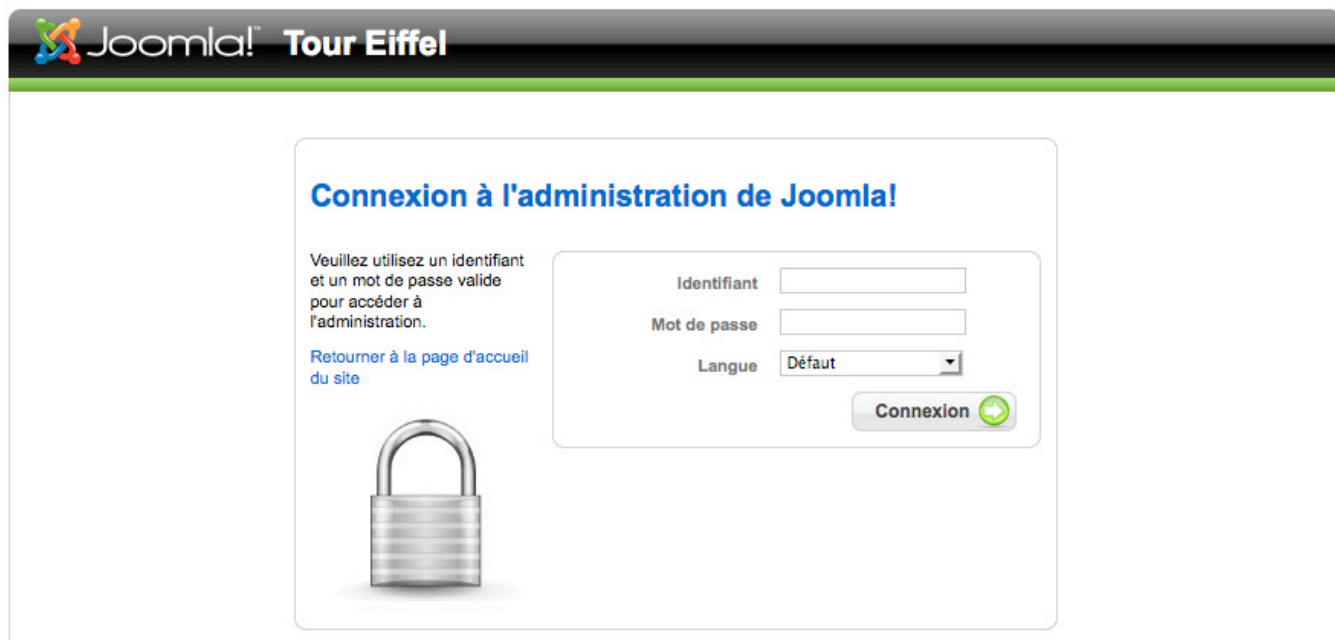 Joomla!™ Tour Eiffel
Connexion à l'administration de Joomla!
Veuillez utilisez un identifiant
et un mot de passe valide
pour accéder à
l'administration.
Retourner à la page d'accueil
du site
Identifiant
Mot de passe
Langue Défaut
Connexion